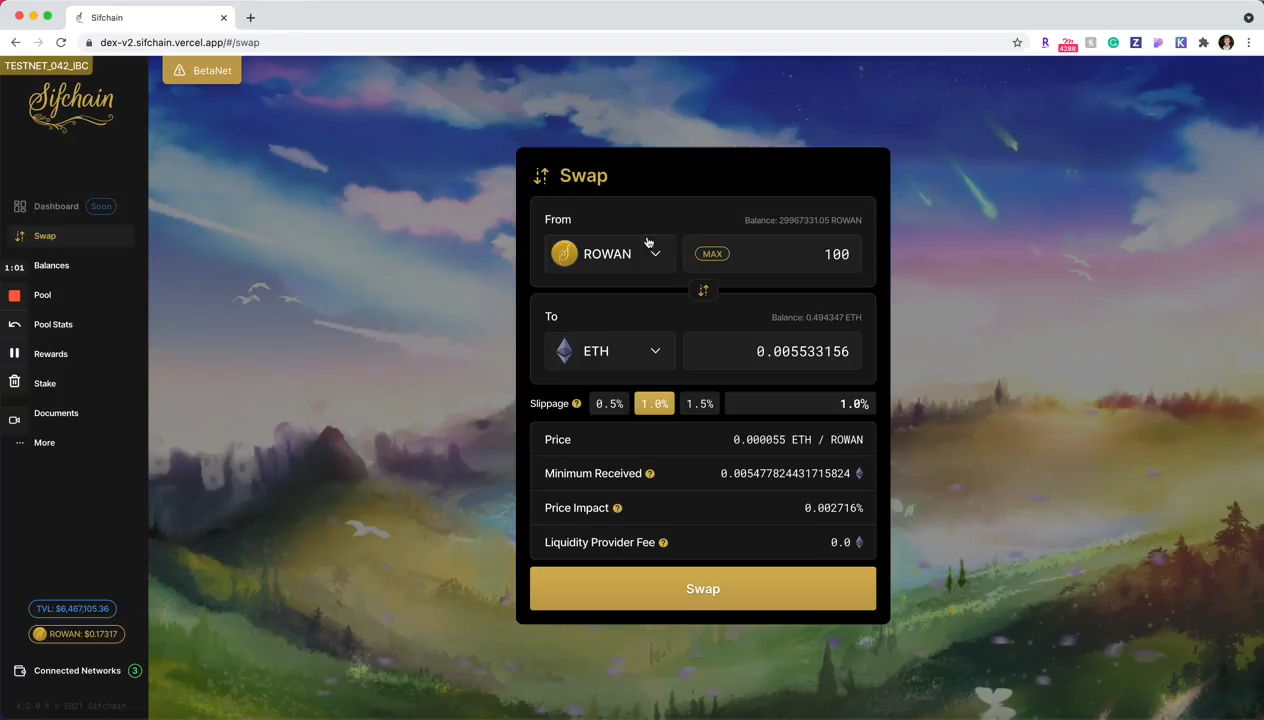 Sifchain
dex-v2.sifchain.vercel.app/#/swap
4288
TESTNET_042_IBC
BetaNet
Sifchain
Dashboard Soon
Swap
1:01 Balances
Pool
Pool Stats
Rewards
Stake
Documents
More
TVL: $6,467,105.36
ROWAN: $0.17317
Connected Networks 3
V.2.0.X © 2021 Sifchain
Swap
From
Balance: 29967331.05 ROWAN
ROWAN
MAX
100
To
Balance: 0.494347 ETH
ETH
0.005533156
Slippage ? 0.5% 1.0% 1.5% 1.0%
Price 0.000055 ETH / ROWAN
Minimum Received ? 0.005477824431715824
Price Impact ? 0.002716%
Liquidity Provider Fee ? 0.0
Swap